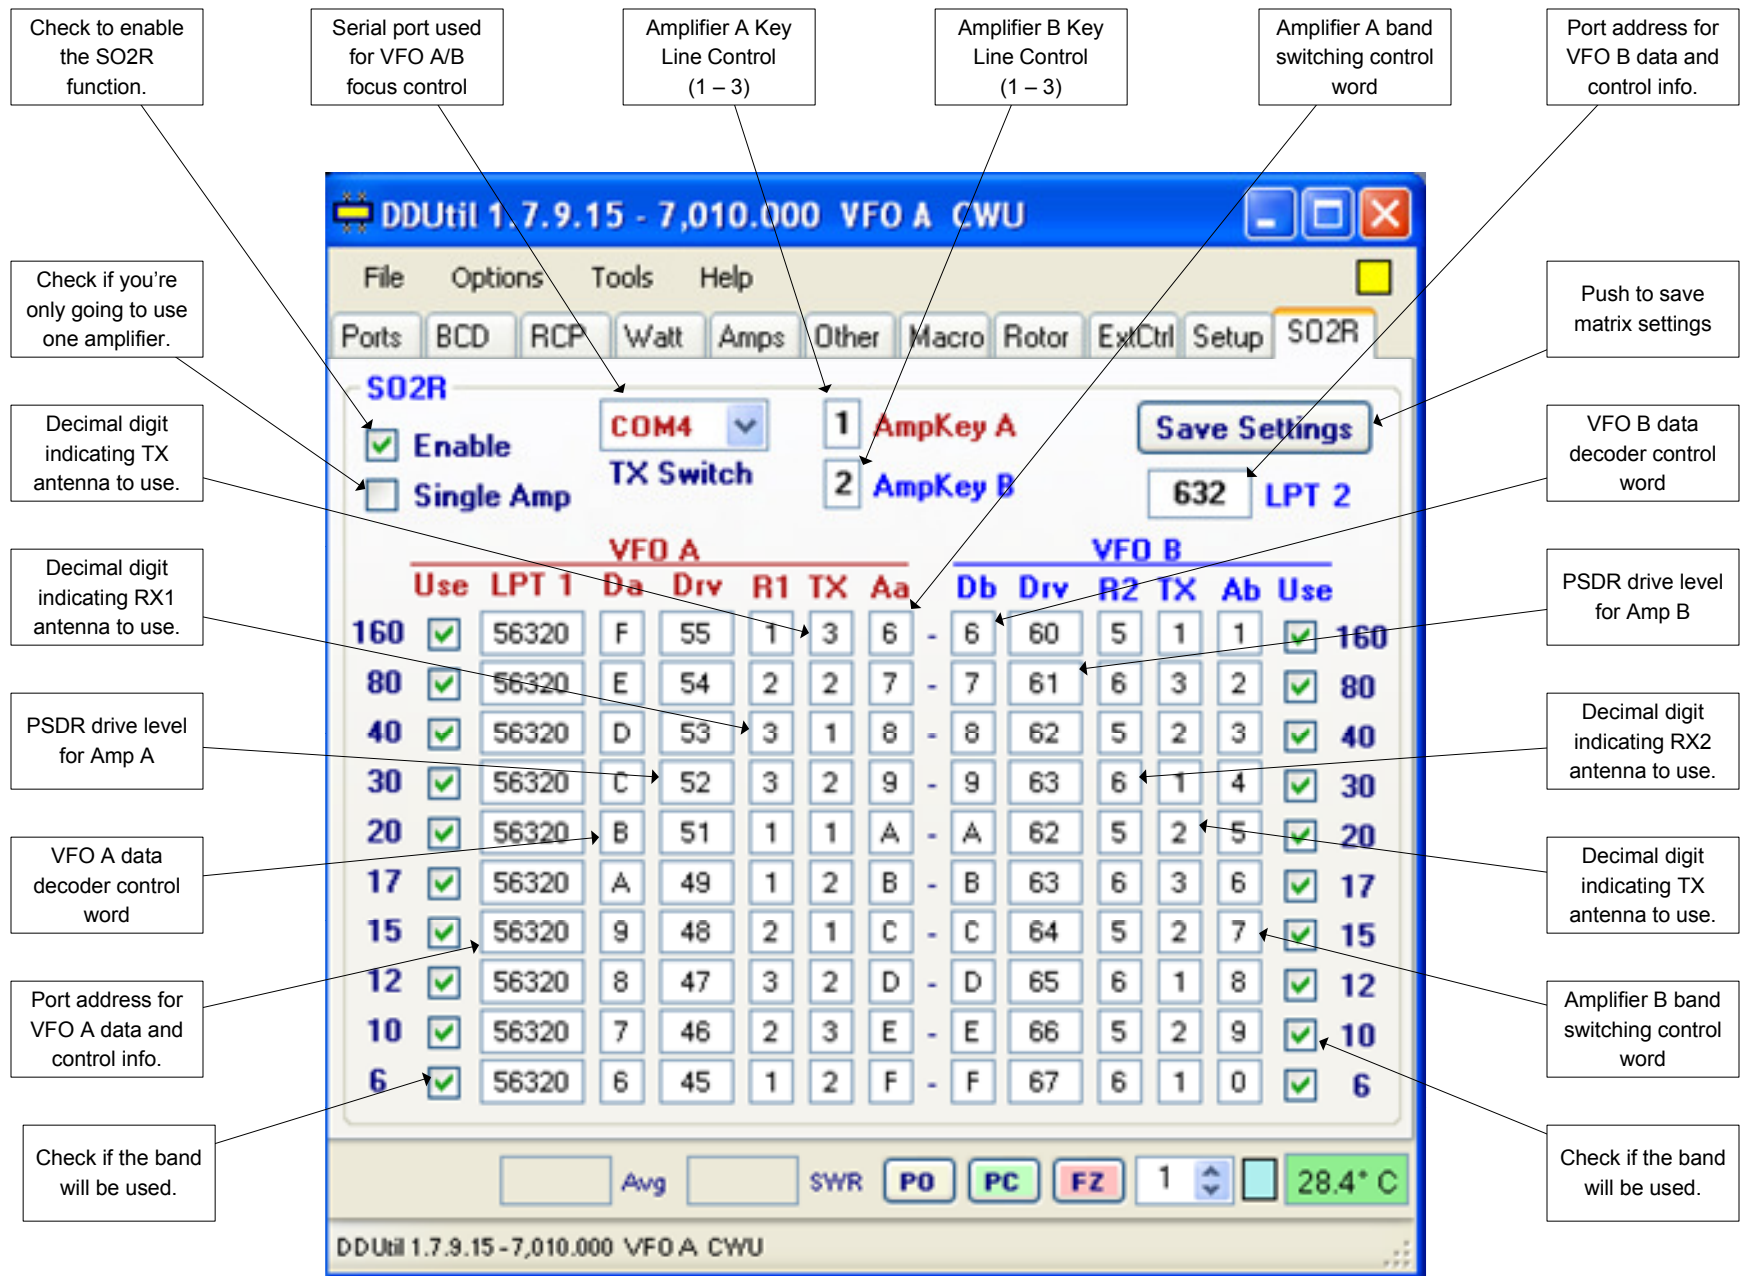 Check to enable
the SO2R
function.
Serial port used
for VFO A/B
focus control
Amplifier A Key
Line Control
(1 – 3)
Amplifier B Key
Line Control
(1 – 3)
Amplifier A band
switching control
word
Port address for
VFO B data and
control info.
DDUtil 1.7.9.15 - 7,010.000 VFO A CWU
File Options Tools Help
Ports BCD RCP Watt Amps Other Macro Rotor ExtCtrl Setup SO2R
Check if you’re
only going to use
one amplifier.
Decimal digit
indicating TX
antenna to use.
Decimal digit
indicating RX1
antenna to use.
PSDR drive level
for Amp A
VFO A data
decoder control
word
Port address for
VFO A data and
control info.
Check if the band
will be used.
SO2R
Enable
Single Amp
COM4
TX Switch
1 AmpKey A
2 AmpKey B
Save Settings
632 LPT 2
VFO A VFO B
Use LPT 1 Da Drv R1 TX Aa Db Drv R2 TX Ab Use
160 56320 F 55 1 3 6 - 6 60 5 1 1 160
80 56320 E 54 2 2 7 - 7 61 6 3 2 80
40 56320 D 53 3 1 8 - 8 62 5 2 3 40
30 56320 C 52 3 2 9 - 9 63 6 1 4 30
20 56320 B 51 1 1 A - A 62 5 2 5 20
17 56320 A 49 1 2 B - B 63 6 3 6 17
15 56320 9 48 2 1 C - C 64 5 2 7 15
12 56320 8 47 3 2 D - D 65 6 1 8 12
10 56320 7 46 2 3 E - E 66 5 2 9 10
6 56320 6 45 1 2 F - F 67 6 1 0 6
Avg SWR PO PC FZ 1 28.4° C
DDUtil 1.7.9.15 - 7,010.000 VFO A CWU
Push to save
matrix settings
VFO B data
decoder control
word
PSDR drive level
for Amp B
Decimal digit
indicating RX2
antenna to use.
Decimal digit
indicating TX
antenna to use.
Amplifier B band
switching control
word
Check if the band
will be used.